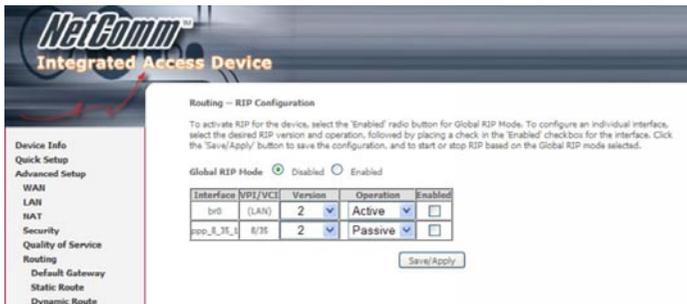 NetComm™
Integrated Access Device
Routing -- RIP Configuration
To activate RIP for the device, select the 'Enabled' radio button for Global RIP Mode. To configure an individual interface,
select the desired RIP version and operation, followed by placing a check in the 'Enabled' checkbox for the interface. Click
the 'Save/Apply' button to save the configuration, and to start or stop RIP based on the Global RIP mode selected.
Global RIP Mode Disabled Enabled
Interface VPI/VCI Version Operation Enabled
br0 (LAN) 2 Active
ppp_8_35_1 8/35 2 Passive
Save/Apply
Device Info
Quick Setup
Advanced Setup
WAN
LAN
NAT
Security
Quality of Service
Routing
Default Gateway
Static Route
Dynamic Route